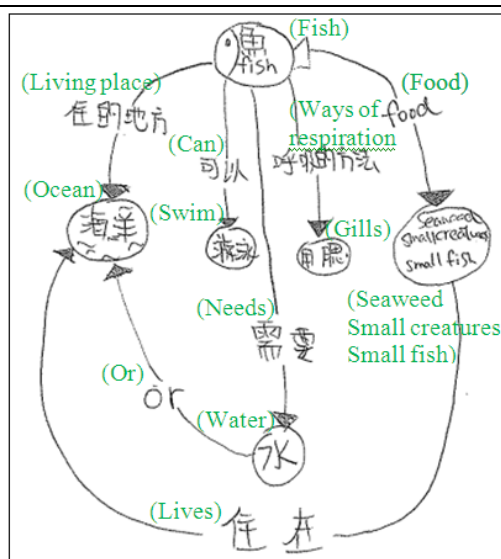 (Fish)
魚
fish
(Living place)
住的地方
(Food)
food
(Ways of
respiration
呼吸的方法
(Can)
可以
(Ocean)
海洋
(Swim)
游泳
(Gills)
用腮
Seaweed
Small creatures
small fish
(Seaweed
Small creatures
Small fish)
(Needs)
需要
(Or)
or
(Water)
水
(Lives)
住在